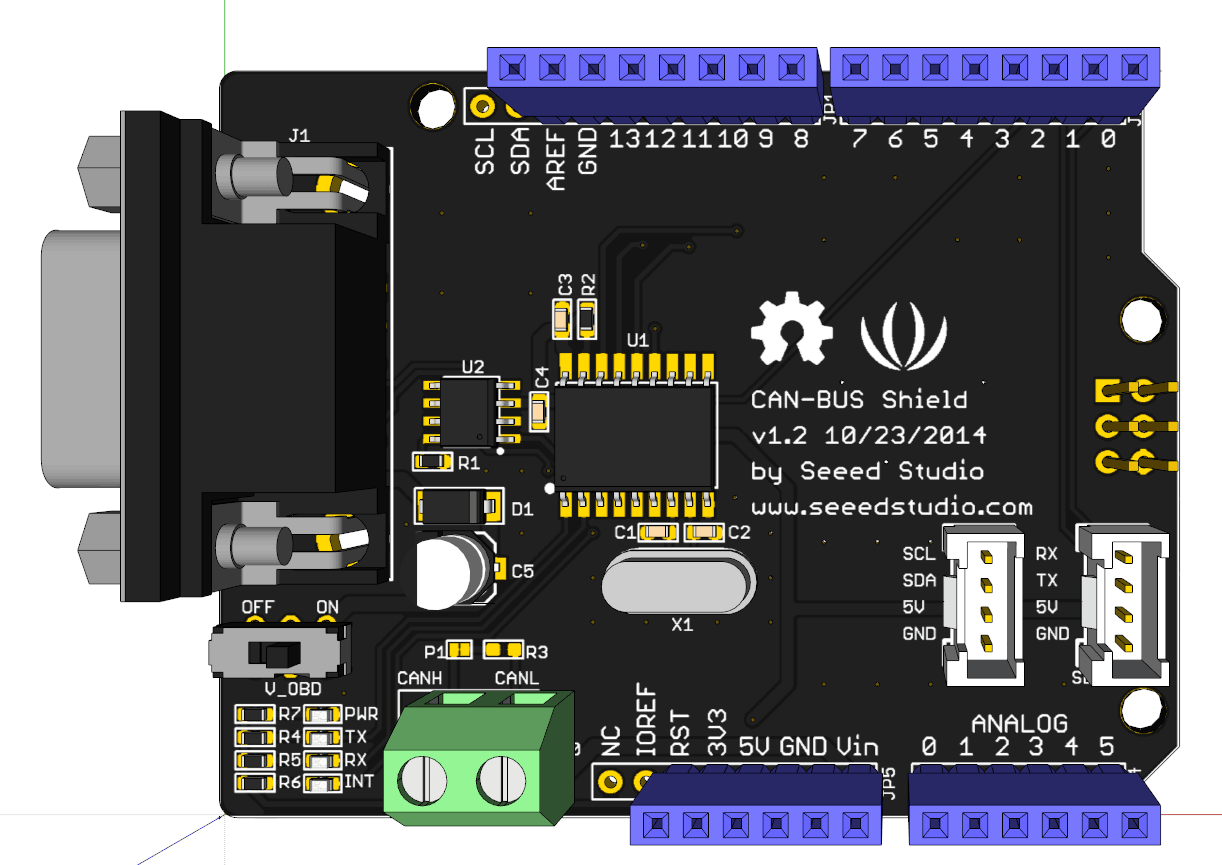 J1
JP1
J
SCL SDA AREF GND 13 12 11 10 9 8 7 6 5 4 3 2 1 0
C3 R2
U1
U2
C4
CAN-BUS Shield
v1.2 10/23/2014
by Seeed Studio
www.seeedstudio.com
R1
D1
C1 C2
C5
SCL RX
SDA TX
5V 5V
GND GND
OFF ON
X1
P1 R3
S
CANH CANL
V_OBD
R7 PWR
R4 TX
R5 RX
R6 INT
NC IOREF RST 3V3 5V GND Vin
ANALOG
0 1 2 3 4 5
JP5